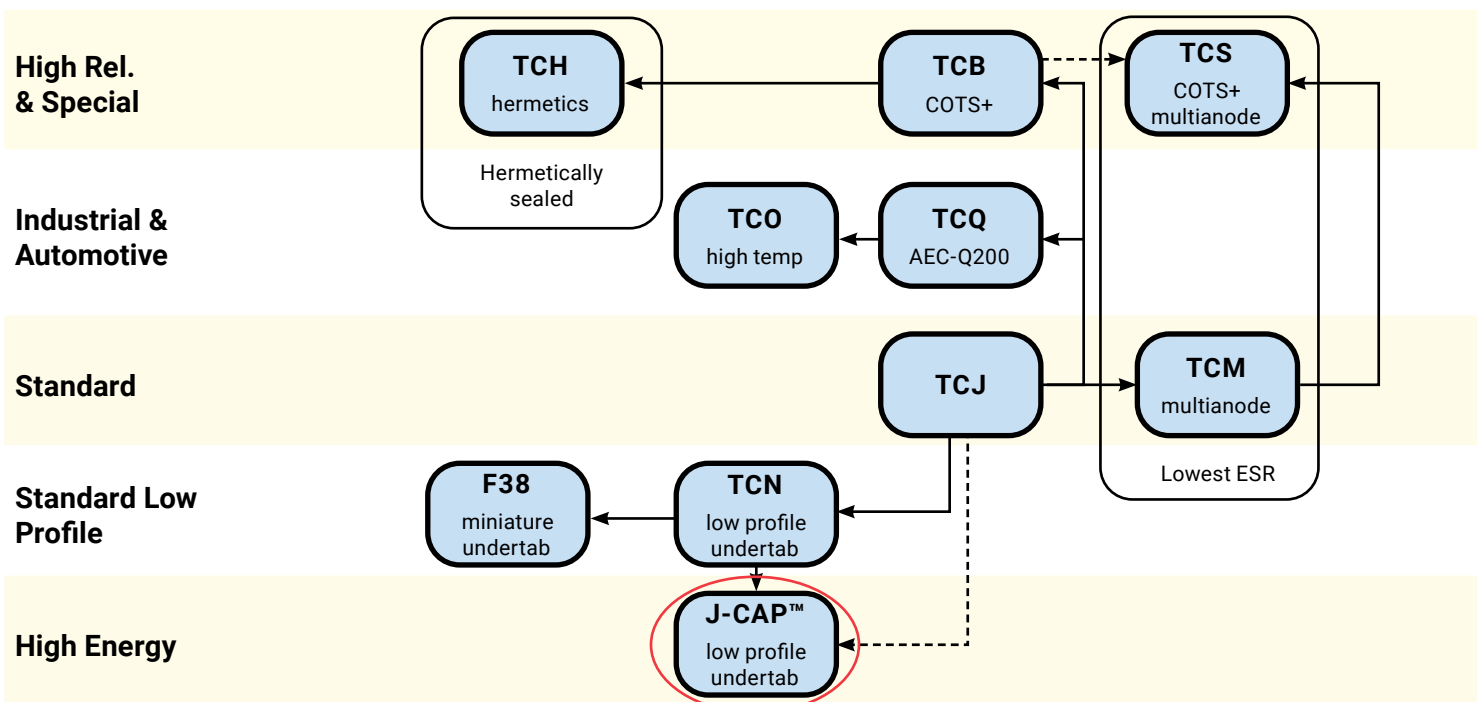 High Rel.
& Special
TCH
hermetics
Hermetically
sealed
TCB
COTS+
TCS
COTS+
multianode
Industrial &
Automotive
TCO
high temp
TCQ
AEC-Q200
Standard
TCJ
TCM
multianode
Lowest ESR
Standard Low
Profile
F38
miniature
undertab
TCN
low profile
undertab
High Energy
J-CAP™
low profile
undertab